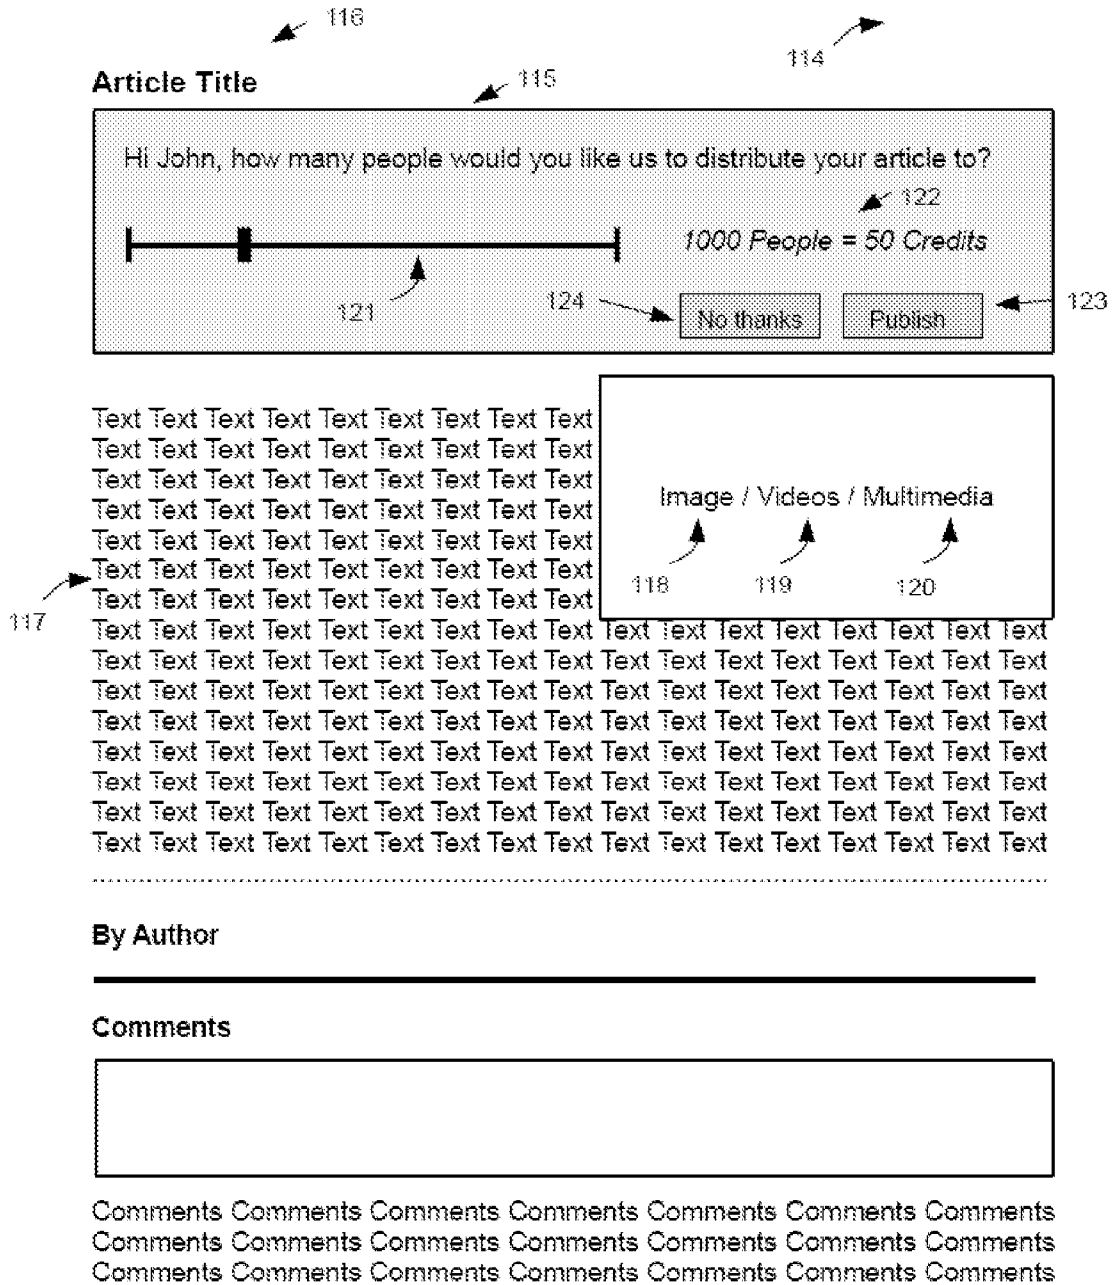 116
114
Article Title
115
Hi John, how many people would you like us to distribute your article to?
122
1000 People = 50 Credits
121
124
No thanks
Publish
123
Text Text Text Text Text Text Text Text Text
Text Text Text Text Text Text Text Text Text
Text Text Text Text Text Text Text Text Text
Text Text Text Text Text Text Text Text Text
Text Text Text Text Text Text Text Text Text
Text Text Text Text Text Text Text Text Text
Text Text Text Text Text Text Text Text Text
Image / Videos / Multimedia
118
119
120
117
Text Text Text Text Text Text Text Text Text Text Text Text Text Text Text Text Text
Text Text Text Text Text Text Text Text Text Text Text Text Text Text Text Text Text
Text Text Text Text Text Text Text Text Text Text Text Text Text Text Text Text Text
Text Text Text Text Text Text Text Text Text Text Text Text Text Text Text Text Text
Text Text Text Text Text Text Text Text Text Text Text Text Text Text Text Text Text
Text Text Text Text Text Text Text Text Text Text Text Text Text Text Text Text Text
Text Text Text Text Text Text Text Text Text Text Text Text Text Text Text Text Text
Text Text Text Text Text Text Text Text Text Text Text Text Text Text Text Text Text
By Author
Comments
Comments Comments Comments Comments Comments Comments Comments
Comments Comments Comments Comments Comments Comments Comments
Comments Comments Comments Comments Comments Comments Comments